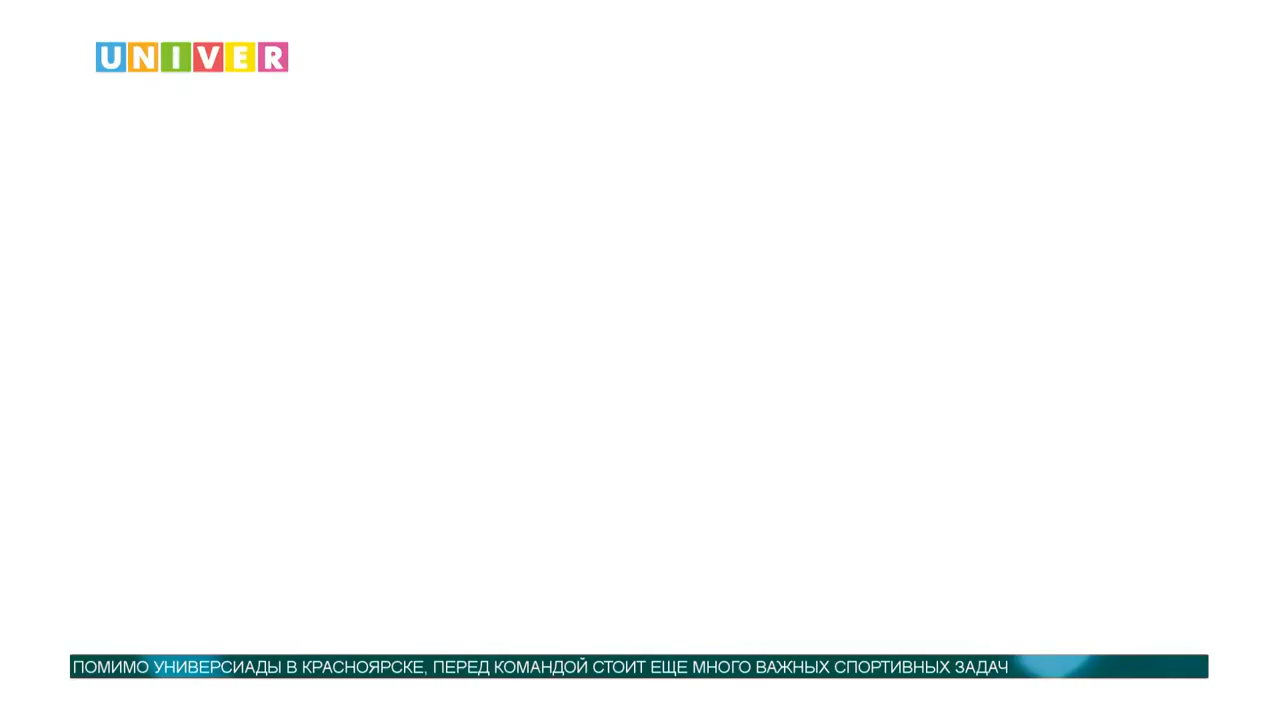 UNIVER
ПОМИМО УНИВЕРСИАДЫ В КРАСНОЯРСКЕ, ПЕРЕД КОМАНДОЙ СТОИТ ЕЩЕ МНОГО ВАЖНЫХ СПОРТИВНЫХ ЗАДАЧ